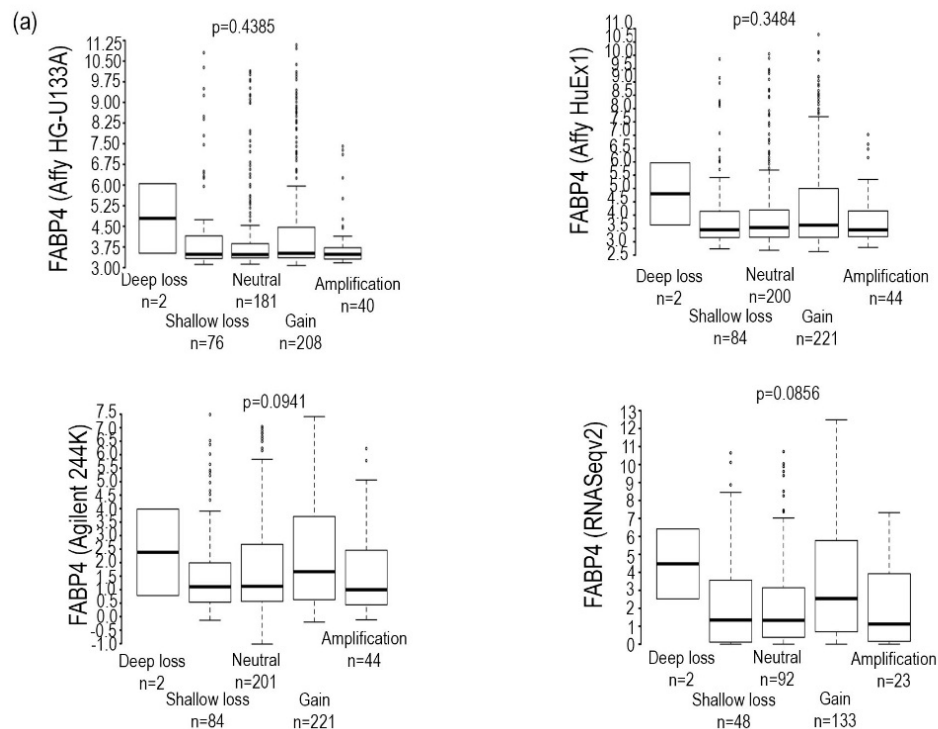 (a)
p=0.4385
FABP4 (Affy HG-U133A)
11.25
10.50
9.75
9.00
8.25
7.50
6.75
6.00
5.25
4.50
3.75
3.00
Deep loss
n=2
Shallow loss
n=76
Neutral
n=181
Gain
n=208
Amplification
n=40
p=0.3484
FABP4 (Affy HuEx1)
11.0
10.5
10.0
9.5
9.0
8.5
8.0
7.5
7.0
6.5
6.0
5.5
5.0
4.5
4.0
3.5
3.0
2.5
Deep loss
n=2
Shallow loss
n=84
Neutral
n=200
Gain
n=221
Amplification
n=44
p=0.0941
FABP4 (Agilent 244K)
7.5
7.0
6.5
6.0
5.5
5.0
4.5
4.0
3.5
3.0
2.5
2.0
1.5
1.0
0.5
0.0
-0.5
-1.0
Deep loss
n=2
Shallow loss
n=84
Neutral
n=201
Gain
n=221
Amplification
n=44
p=0.0856
FABP4 (RNASeqv2)
13
12
11
10
9
8
7
6
5
4
3
2
1
0
Deep loss
n=2
Shallow loss
n=48
Neutral
n=92
Gain
n=133
Amplification
n=23